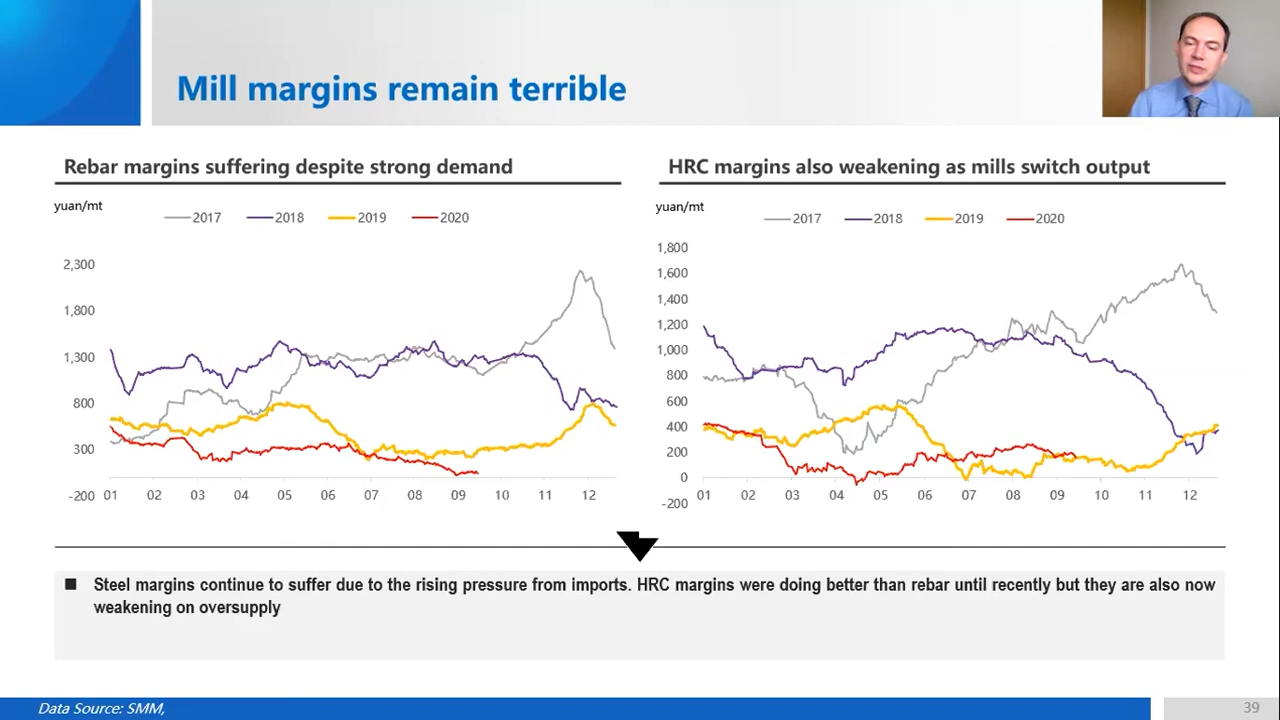 Mill margins remain terrible
Rebar margins suffering despite strong demand
yuan/mt
2017 2018 2019 2020
2,300
1,800
1,300
800
300
-200
01 02 03 04 05 06 07 08 09 10 11 12
HRC margins also weakening as mills switch output
yuan/mt
2017 2018 2019 2020
1,800
1,600
1,400
1,200
1,000
800
600
400
200
0
-200
01 02 03 04 05 06 07 08 09 10 11 12
Steel margins continue to suffer due to the rising pressure from imports. HRC margins were doing better than rebar until recently but they are also now
weakening on oversupply
Data Source: SMM,
39